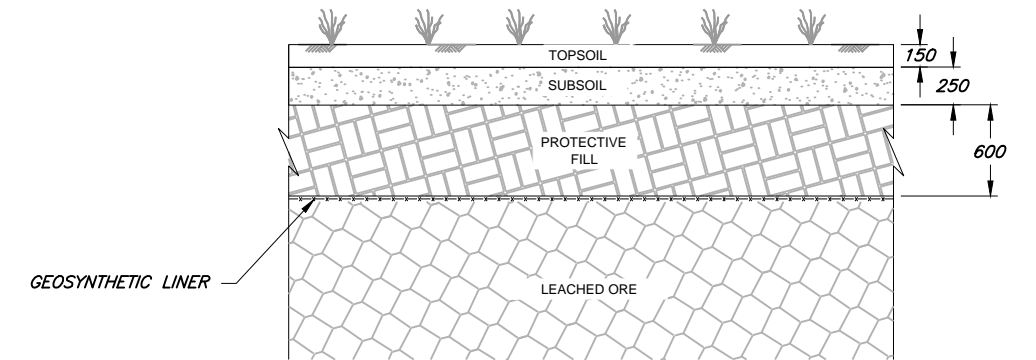 TOPSOIL
150
SUBSOIL
250
PROTECTIVE
FILL
600
GEOSYNTHETIC LINER
LEACHED ORE